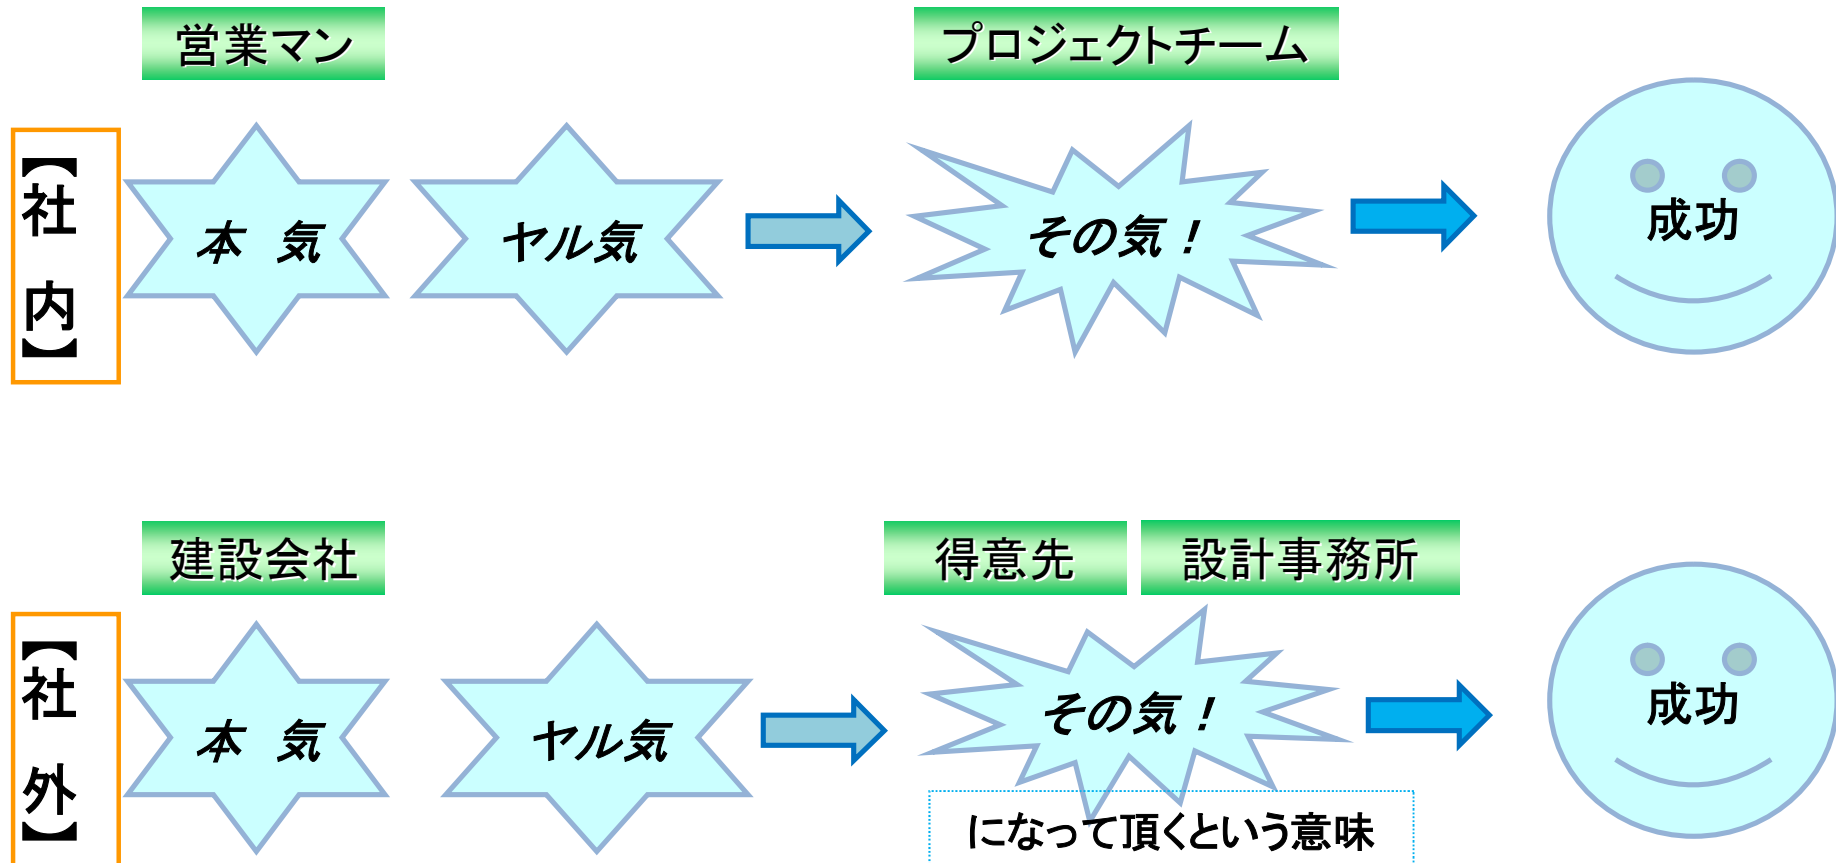 営業マン
プロジェクトチーム
【社内】
本　気
ヤル気
その気！
成功
建設会社
得意先
設計事務所
【社外】
本　気
ヤル気
その気！
成功
になって頂くという意味